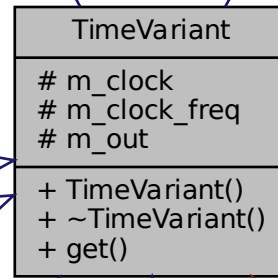 TimeVariant
# m_clock
# m_clock_freq
# m_out
+ TimeVariant()
+ ~TimeVariant()
+ get()